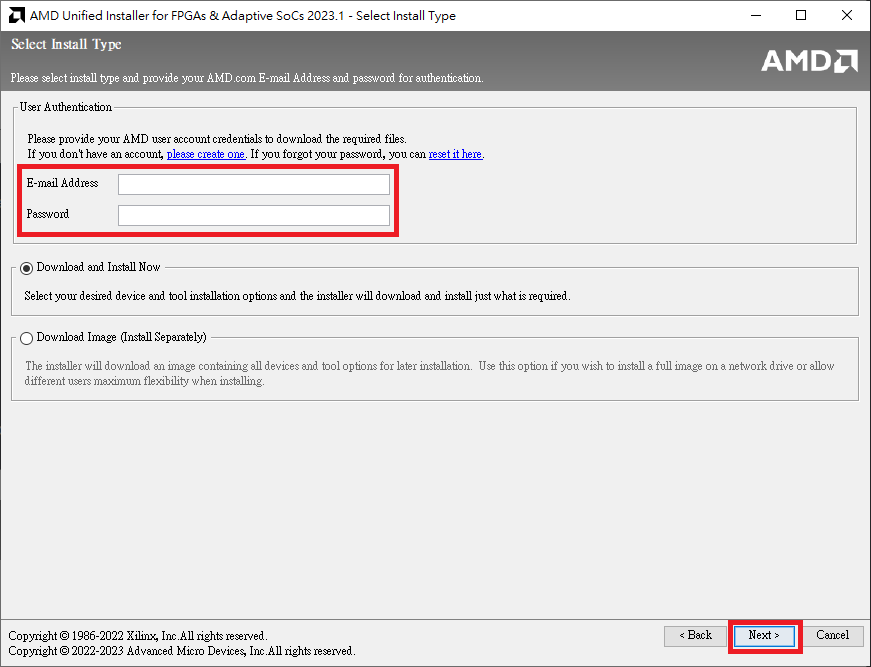 AMD Unified Installer for FPGAs & Adaptive SoCs 2023.1 - Select Install Type
Select Install Type
Please select install type and provide your AMD.com E-mail Address and password for authentication.
AMD
User Authentication
Please provide your AMD user account credentials to download the required files.
If you don't have an account, please create one. If you forgot your password, you can reset it here.
E-mail Address
Password
Download and Install Now
Select your desired device and tool installation options and the installer will download and install just what is required.
Download Image (Install Separately)
The installer will download an image containing all devices and tool options for later installation.  Use this option if you wish to install a full image on a network drive or allow
different users maximum flexibility when installing.
Copyright © 1986-2022 Xilinx, Inc.All rights reserved.
Copyright © 2022-2023 Advanced Micro Devices, Inc.All rights reserved.
< Back
Next >
Cancel